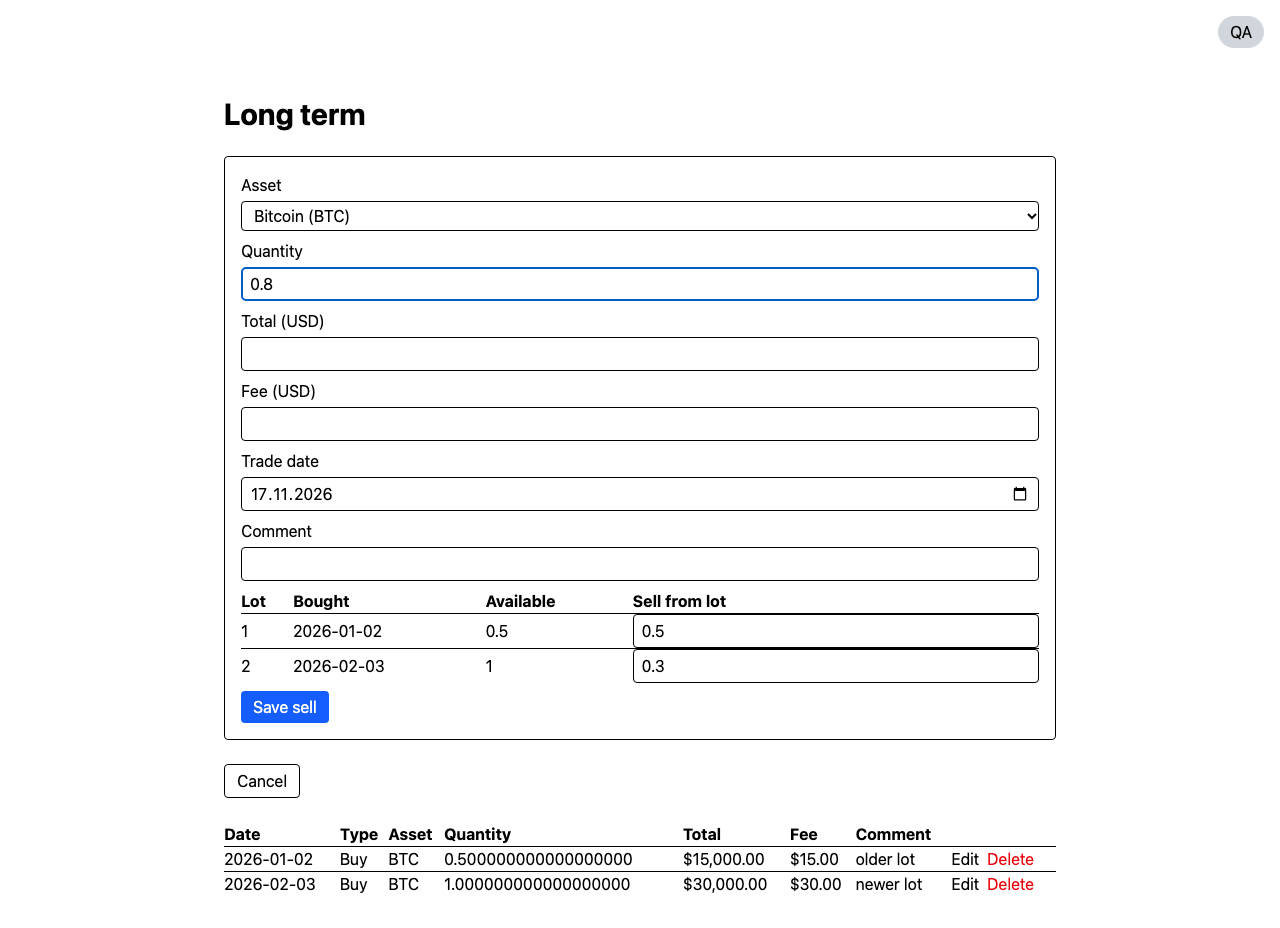 QA
Long term
Asset
Bitcoin (BTC)
Quantity
0.8
Total (USD)
Fee (USD)
Trade date
17.11.2026
Comment
Lot Bought Available Sell from lot
1 2026-01-02 0.5 0.5
2 2026-02-03 1 0.3
Save sell
Cancel
Date Type Asset Quantity Total Fee Comment
2026-01-02 Buy BTC 0.500000000000000000 $15,000.00 $15.00 older lot Edit Delete
2026-02-03 Buy BTC 1.000000000000000000 $30,000.00 $30.00 newer lot Edit Delete